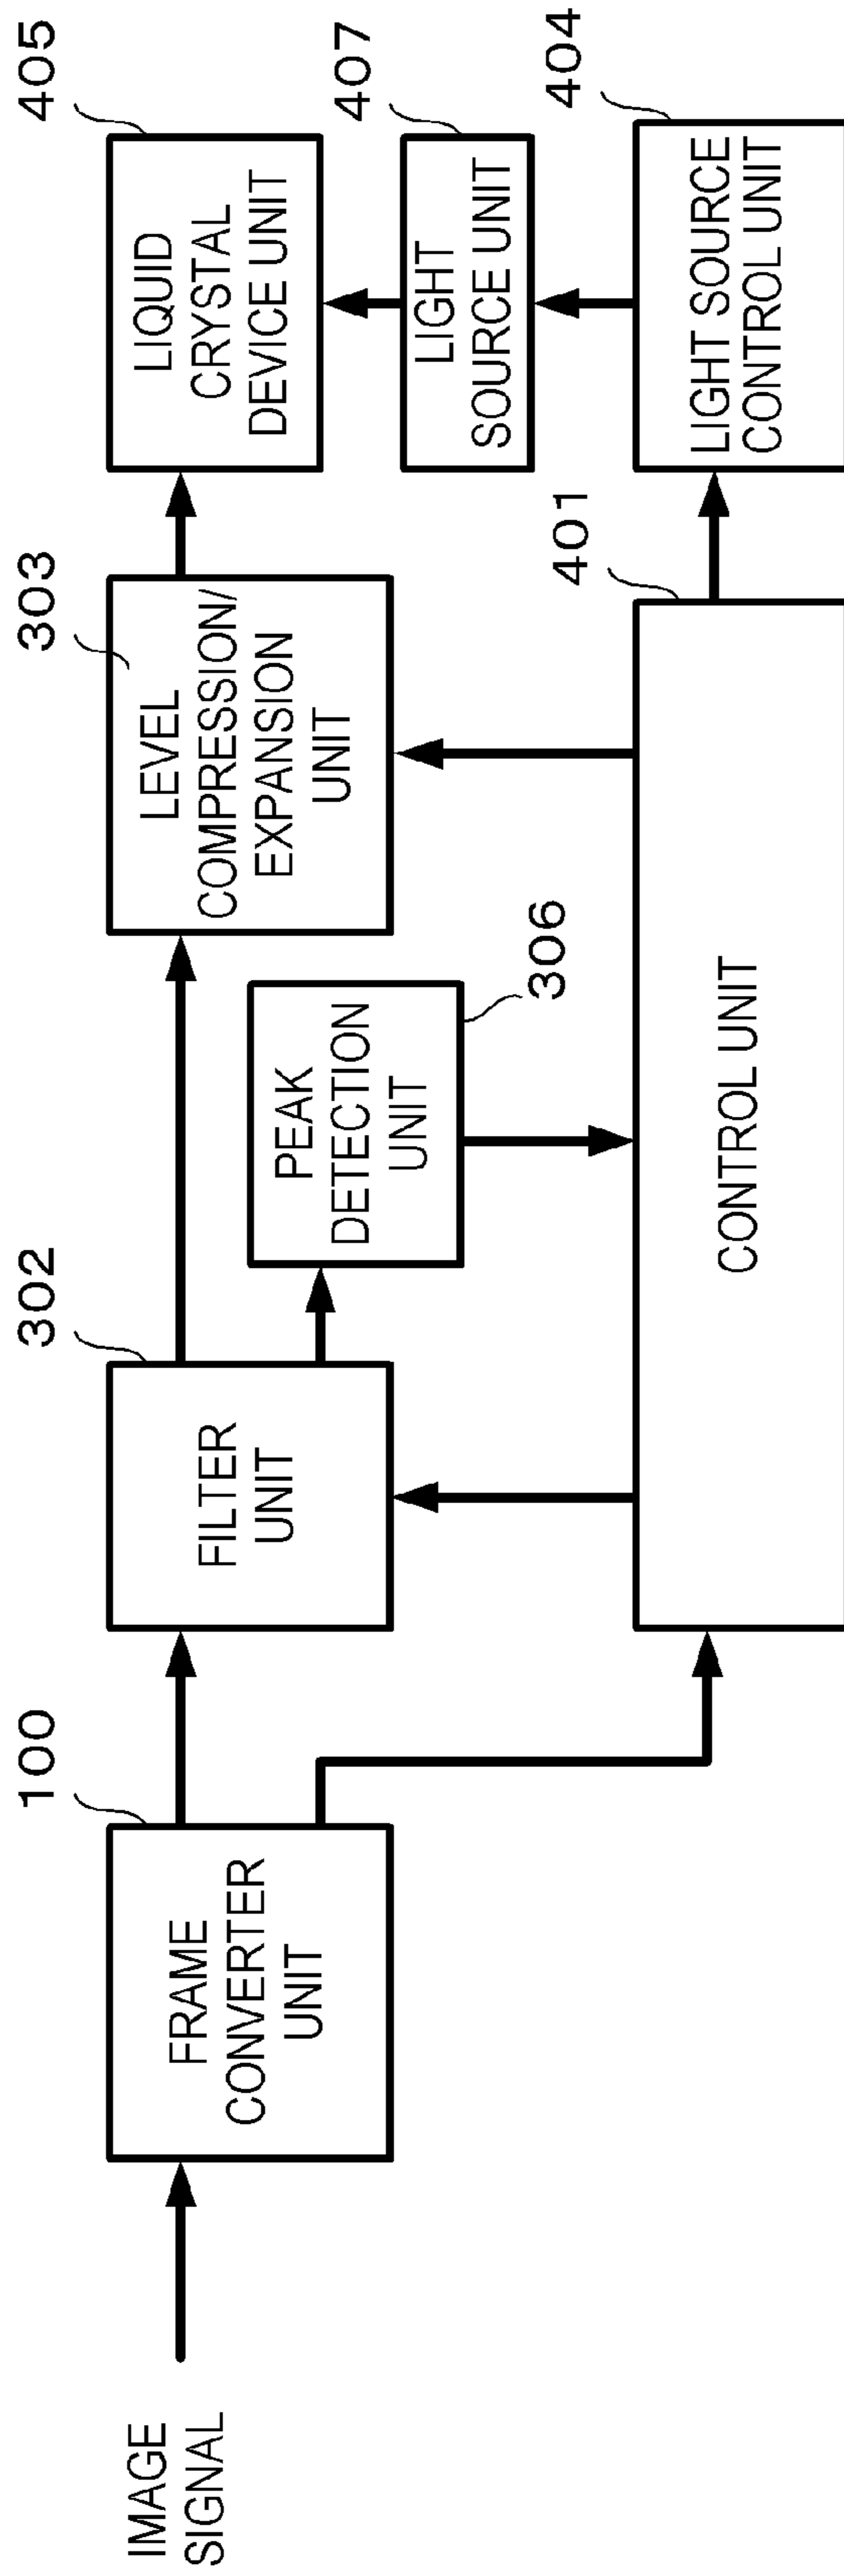 IMAGE
SIGNAL
100
FRAME
CONVERTER
UNIT
302
FILTER
UNIT
PEAK
DETECTION
UNIT
306
303
LEVEL
COMPRESSION/
EXPANSION
UNIT
405
LIQUID
CRYSTAL
DEVICE UNIT
407
LIGHT
SOURCE UNIT
404
LIGHT SOURCE
CONTROL UNIT
401
CONTROL UNIT